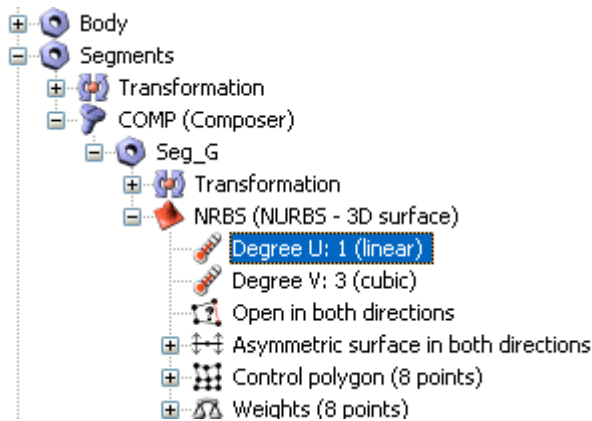 Body
Segments
Transformation
COMP (Composer)
Seg_G
Transformation
NRBS (NURBS - 3D surface)
Degree U: 1 (linear)
Degree V: 3 (cubic)
Open in both directions
Asymmetric surface in both directions
Control polygon (8 points)
Weights (8 points)